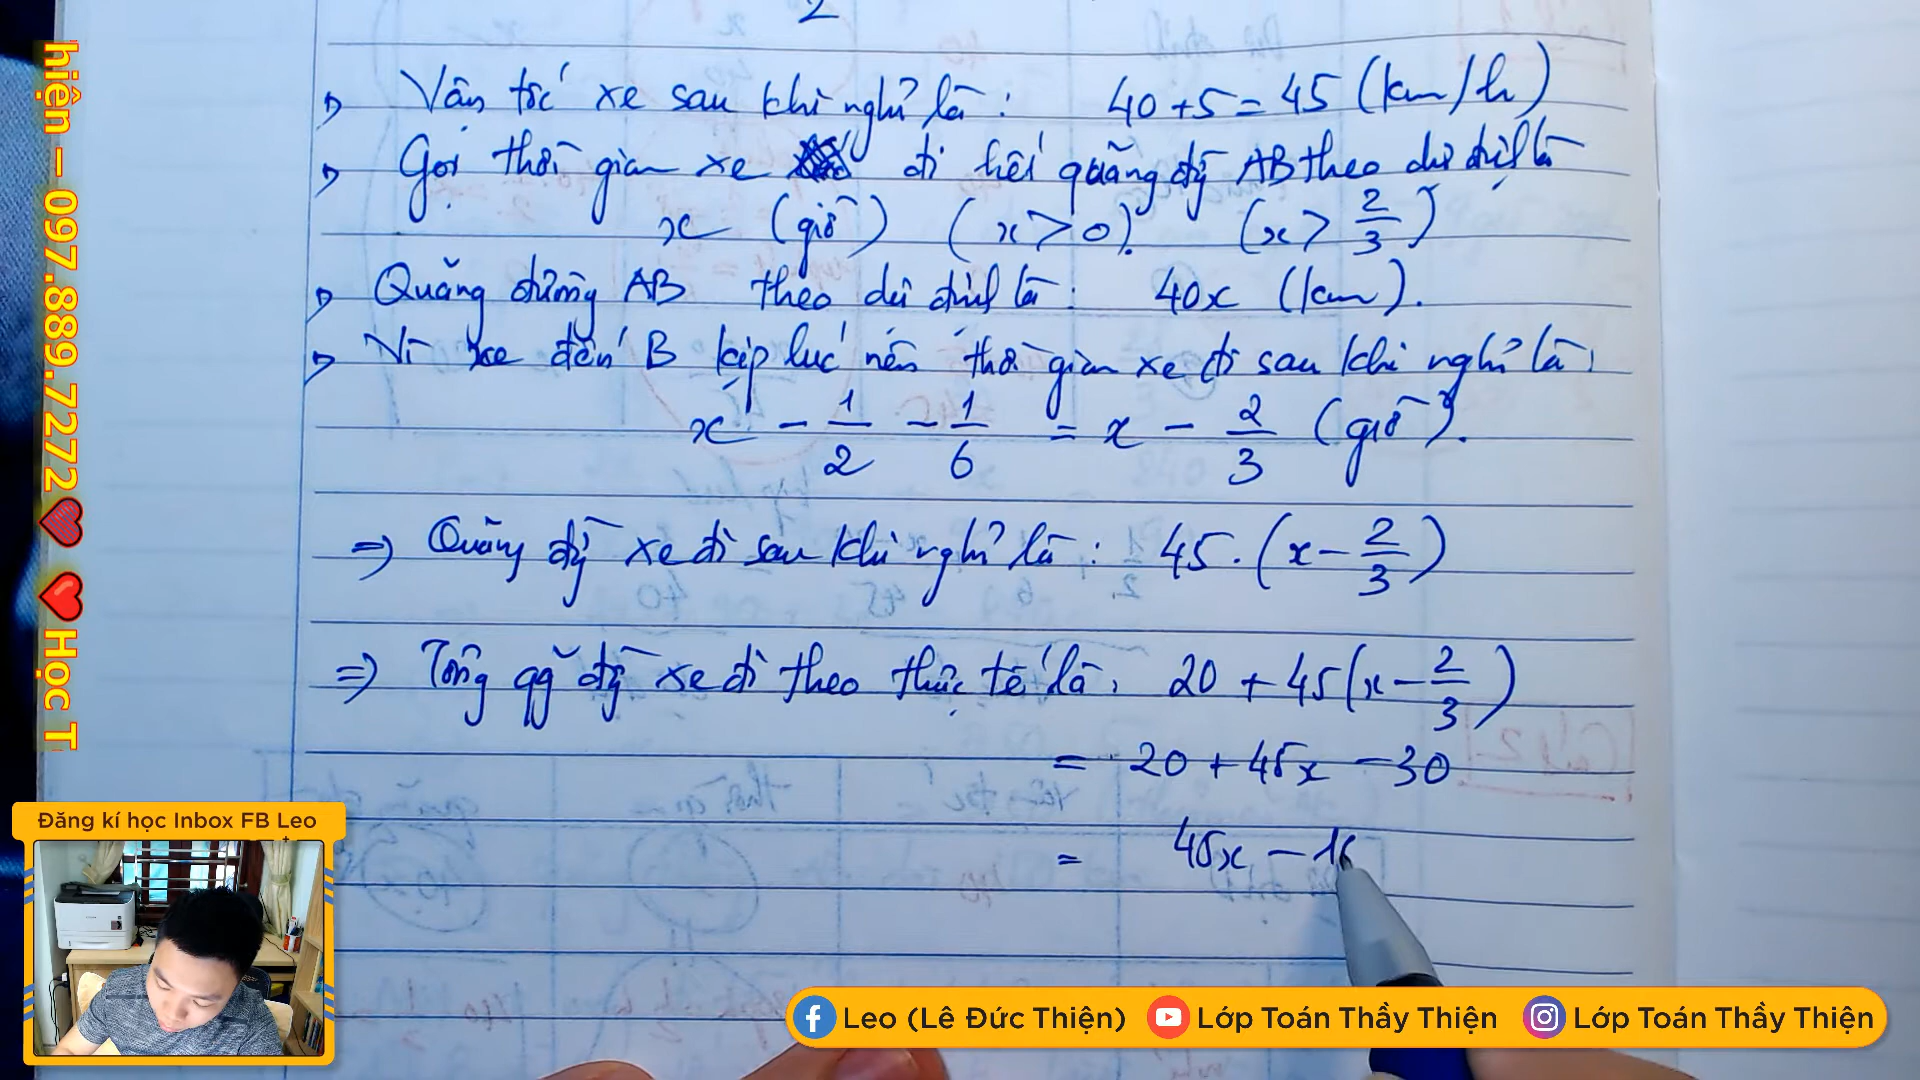 2
Vận tốc xe sau khi nghỉ là : 40 + 5 = 45 (km/h)
Gọi thời gian xe đi hết quãng đg AB theo dự định là
x (giờ) (x > 0). (x > 2/3)
Quãng đường AB theo dự định là : 40x (km).
Vì xe đến B kịp lúc nên thời gian xe đi sau khi nghỉ là :
x - 1/2 - 1/6 = x - 2/3 (giờ).
=> Quãng đg xe đi sau khi nghỉ là : 45 . (x - 2/3)
=> Tổng qg đg xe đi theo thực tế là : 20 + 45(x - 2/3)
= 20 + 45x - 30
= 45x - 10
hiện – 097.889.7272 ♥ ♥ Học T
Đăng kí học Inbox FB Leo
Leo (Lê Đức Thiện) Lớp Toán Thầy Thiện Lớp Toán Thầy Thiện